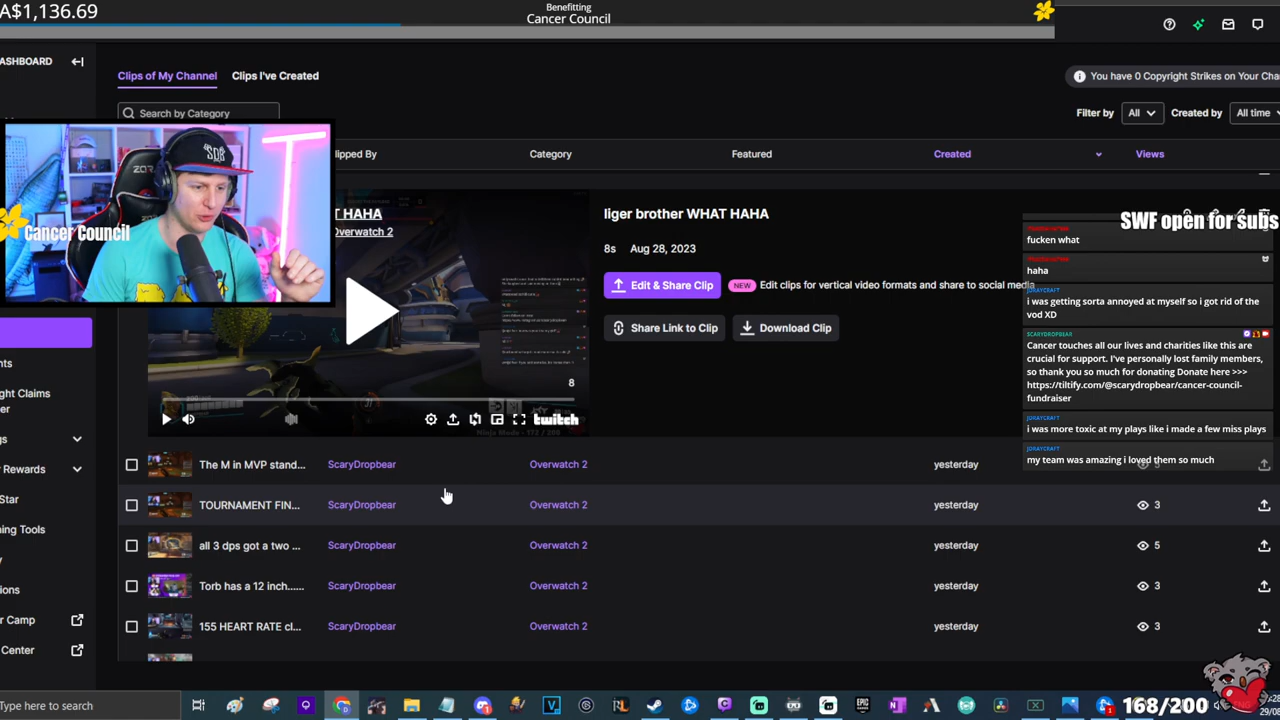 A$1,136.69
Benefitting
Cancer Council
ASHBOARD
Clips of My Channel
Clips I've Created
You have 0 Copyright Strikes on Your Cha
Search by Category
Filter by
All
Created by
All time
lipped By
Category
Featured
Created
Views
SDB
Cancer Council
T HAHA
Overwatch 2
liger brother WHAT HAHA
8s
Aug 28, 2023
Edit & Share Clip
NEW
Edit clips for vertical video formats and share to social media
Share Link to Clip
Download Clip
8
twitch
SWF open for subs
fucken what
haha
JDRAYCRAFT
i was getting sorta annoyed at myself so i got rid of the
vod XD
SCARYDROPBEAR
Cancer touches all our lives and charities like this are
crucial for support. I've personally lost family members,
so thank you so much for donating Donate here >>>
https://tiltify.com/@scarydropbear/cancer-council-
fundraiser
JDRAYCRAFT
i was more toxic at my plays like i made a few miss plays
JDRAYCRAFT
my team was amazing i loved them so much
The M in MVP stand...
ScaryDropbear
Overwatch 2
yesterday
TOURNAMENT FIN...
ScaryDropbear
Overwatch 2
yesterday
3
all 3 dps got a two ...
ScaryDropbear
Overwatch 2
yesterday
5
Torb has a 12 inch......
ScaryDropbear
Overwatch 2
yesterday
3
155 HEART RATE cl...
ScaryDropbear
Overwatch 2
yesterday
3
nts
ght Claims
er
gs
r Rewards
Star
ning Tools
ions
r Camp
Center
Type here to search
168/200